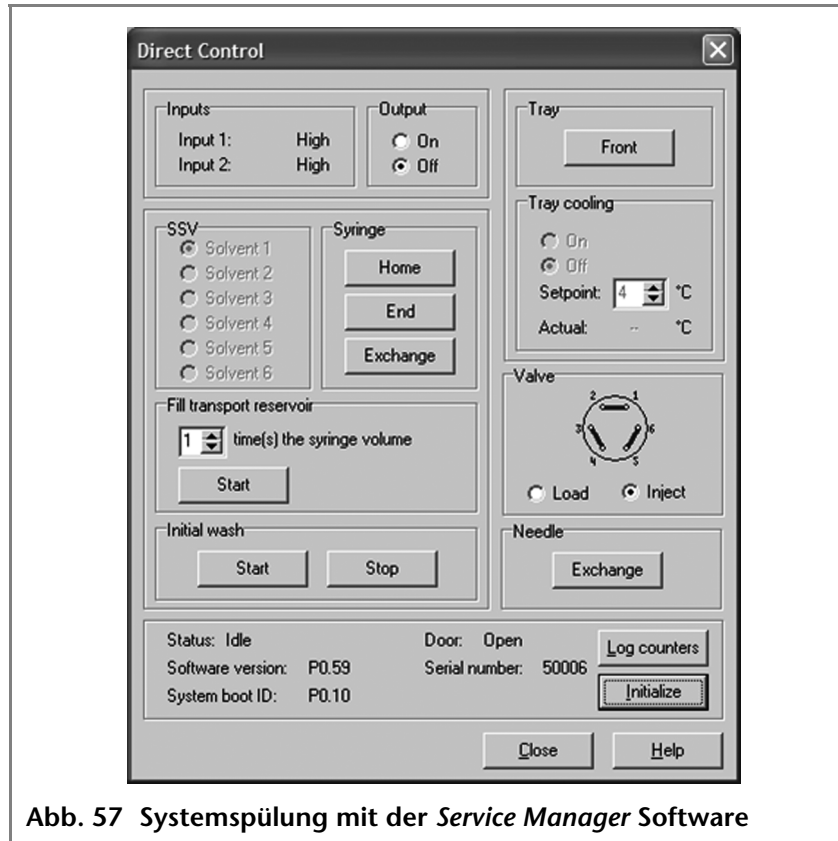 Direct Control
Inputs
Input 1: High
Input 2: High
Output
On
Off
Tray
Front
Tray cooling
On
Off
Setpoint: 4 °C
Actual: -- °C
SSV
Solvent 1
Solvent 2
Solvent 3
Solvent 4
Solvent 5
Solvent 6
Syringe
Home
End
Exchange
Valve
2 1
3 6
4 5
Load Inject
Fill transport reservoir
1 time(s) the syringe volume
Start
Initial wash
Start Stop
Needle
Exchange
Status: Idle Door: Open
Software version: P0.59 Serial number: 50006
System boot ID: P0.10
Log counters
Initialize
Close Help
Abb. 57 Systemspülung mit der Service Manager Software